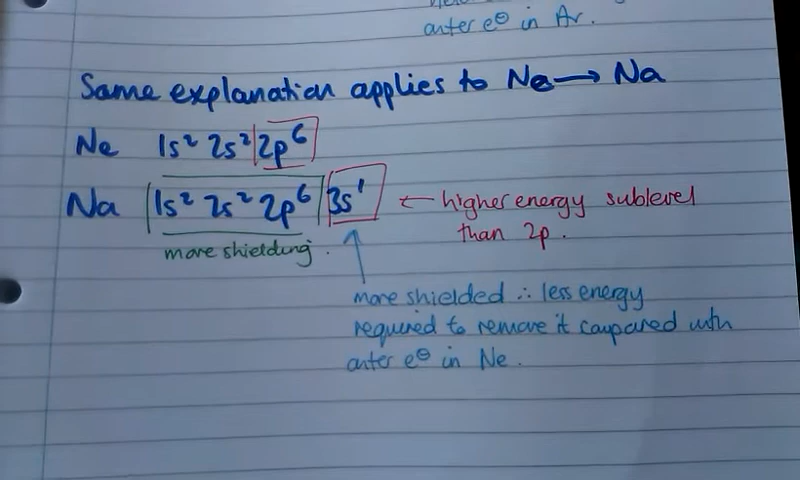 outer e⊖ in Ar.
Same explanation applies to Ne → Na
Ne 1s² 2s² 2p⁶
Na 1s² 2s² 2p⁶ 3s¹ ← higher energy sublevel
than 2p.
more shielding.
more shielded ∴ less energy
required to remove it compared with
outer e⊖ in Ne.